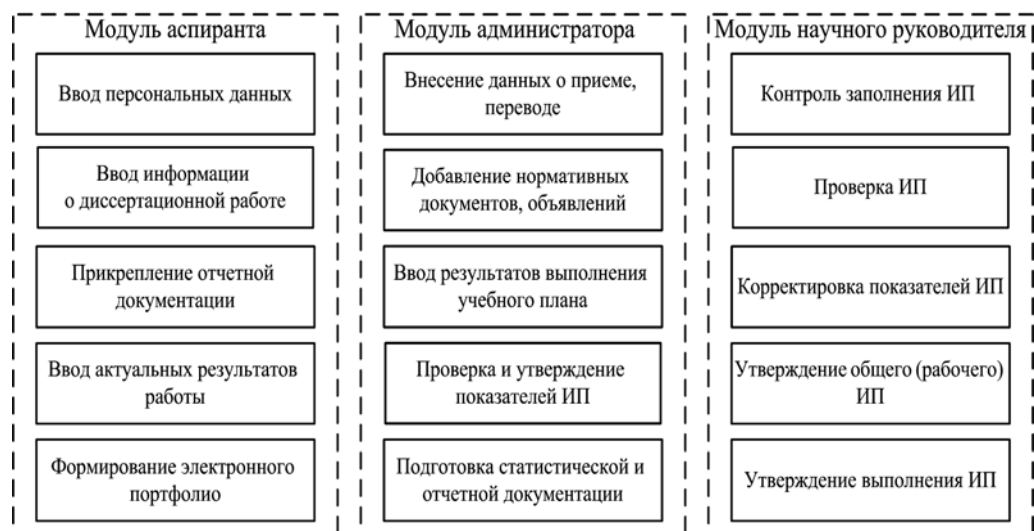 Модуль аспиранта
Ввод персональных данных
Ввод информации
о диссертационной работе
Прикрепление отчетной
документации
Ввод актуальных результатов
работы
Формирование электронного
портфолио
Модуль администратора
Внесение данных о приеме,
переводе
Добавление нормативных
документов, объявлений
Ввод результатов выполнения
учебного плана
Проверка и утверждение
показателей ИП
Подготовка статистической и
отчетной документации
Модуль научного руководителя
Контроль заполнения ИП
Проверка ИП
Корректировка показателей ИП
Утверждение общего (рабочего)
ИП
Утверждение выполнения ИП